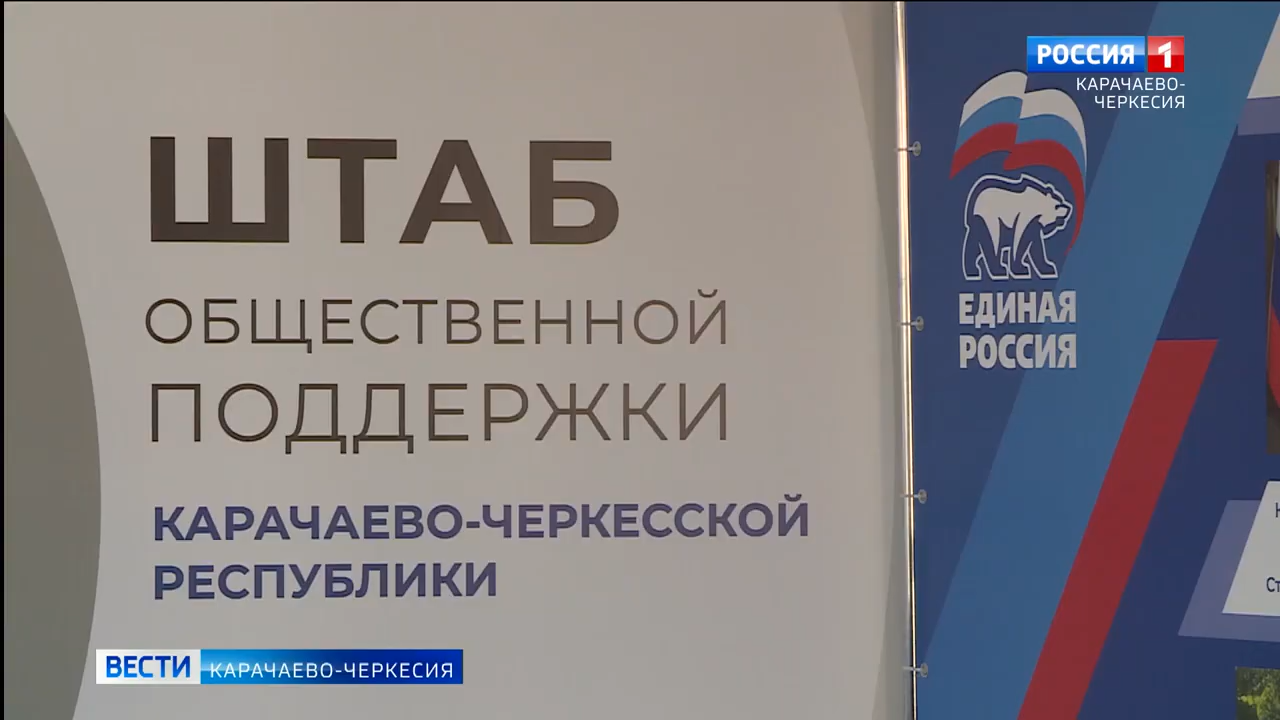 ШТАБ
ОБЩЕСТВЕННОЙ
ПОДДЕРЖКИ
КАРАЧАЕВО-ЧЕРКЕССКОЙ
РЕСПУБЛИКИ
РОССИЯ 1
КАРАЧАЕВО-
ЧЕРКЕСИЯ
ЕДИНАЯ
РОССИЯ
ВЕСТИ КАРАЧАЕВО-ЧЕРКЕСИЯ